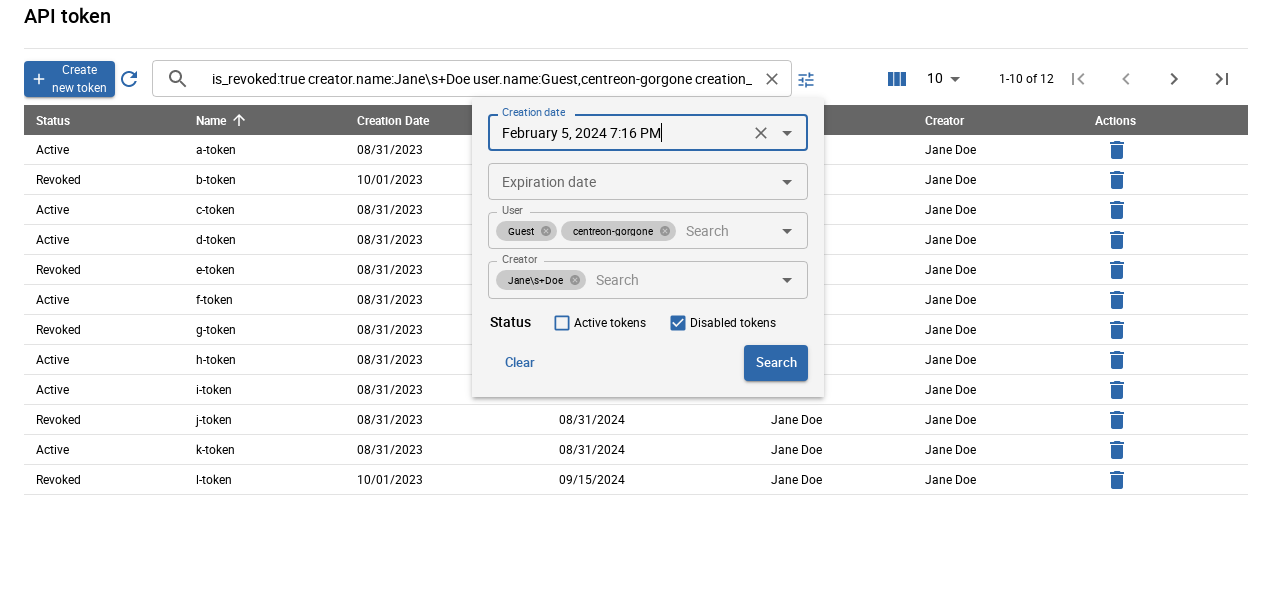 API token
Create new token
is_revoked:true creator.name:Jane\s+Doe user.name:Guest,centreon-gorgone creation_
10
1-10 of 12
Status Name Creation Date Creator Actions
Creation date
February 5, 2024 7:16 PM
Expiration date
User
Guest centreon-gorgone Search
Creator
Jane\s+Doe Search
Status Active tokens Disabled tokens
Clear Search
Active a-token 08/31/2023 Jane Doe
Revoked b-token 10/01/2023 Jane Doe
Active c-token 08/31/2023 Jane Doe
Active d-token 08/31/2023 Jane Doe
Revoked e-token 08/31/2023 Jane Doe
Active f-token 08/31/2023 Jane Doe
Revoked g-token 08/31/2023 Jane Doe
Active h-token 08/31/2023 Jane Doe
Active i-token 08/31/2023 Jane Doe
Revoked j-token 08/31/2023 08/31/2024 Jane Doe Jane Doe
Active k-token 08/31/2023 08/31/2024 Jane Doe Jane Doe
Revoked l-token 10/01/2023 09/15/2024 Jane Doe Jane Doe